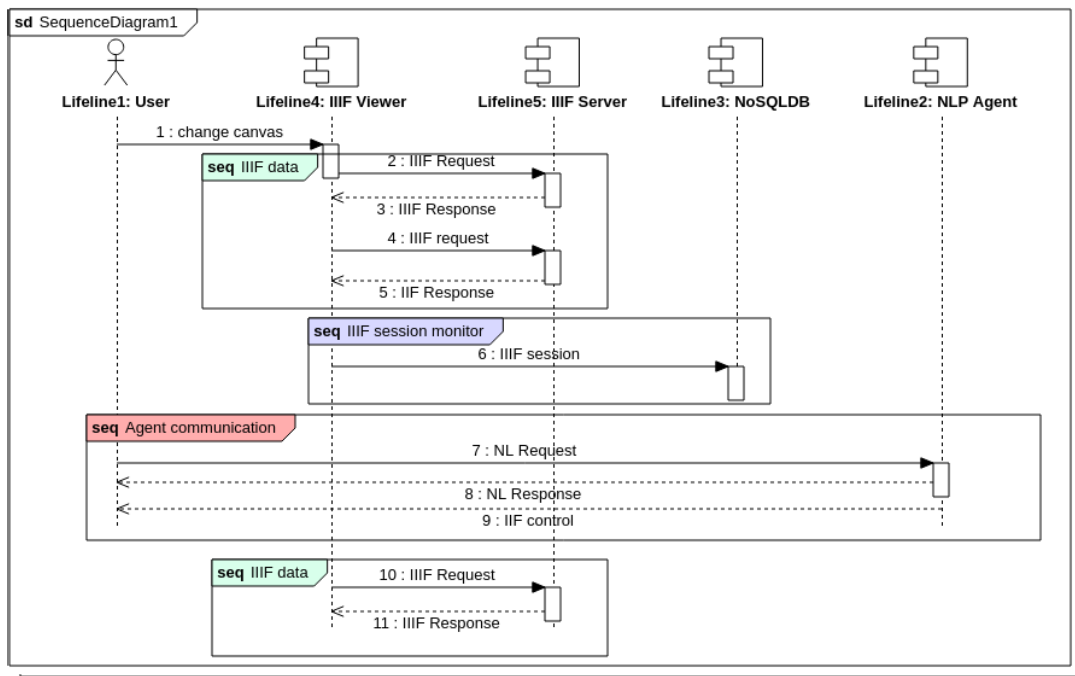 sd SequenceDiagram1
Lifeline1: User
Lifeline4: IIIF Viewer
Lifeline5: IIIF Server
Lifeline3: NoSQLDB
Lifeline2: NLP Agent
1 : change canvas
seq IIIF data
2 : IIIF Request
3 : IIIF Response
4 : IIIF request
5 : IIF Response
seq IIIF session monitor
6 : IIIF session
seq Agent communication
7 : NL Request
8 : NL Response
9 : IIF control
seq IIIF data
10 : IIIF Request
11 : IIIF Response